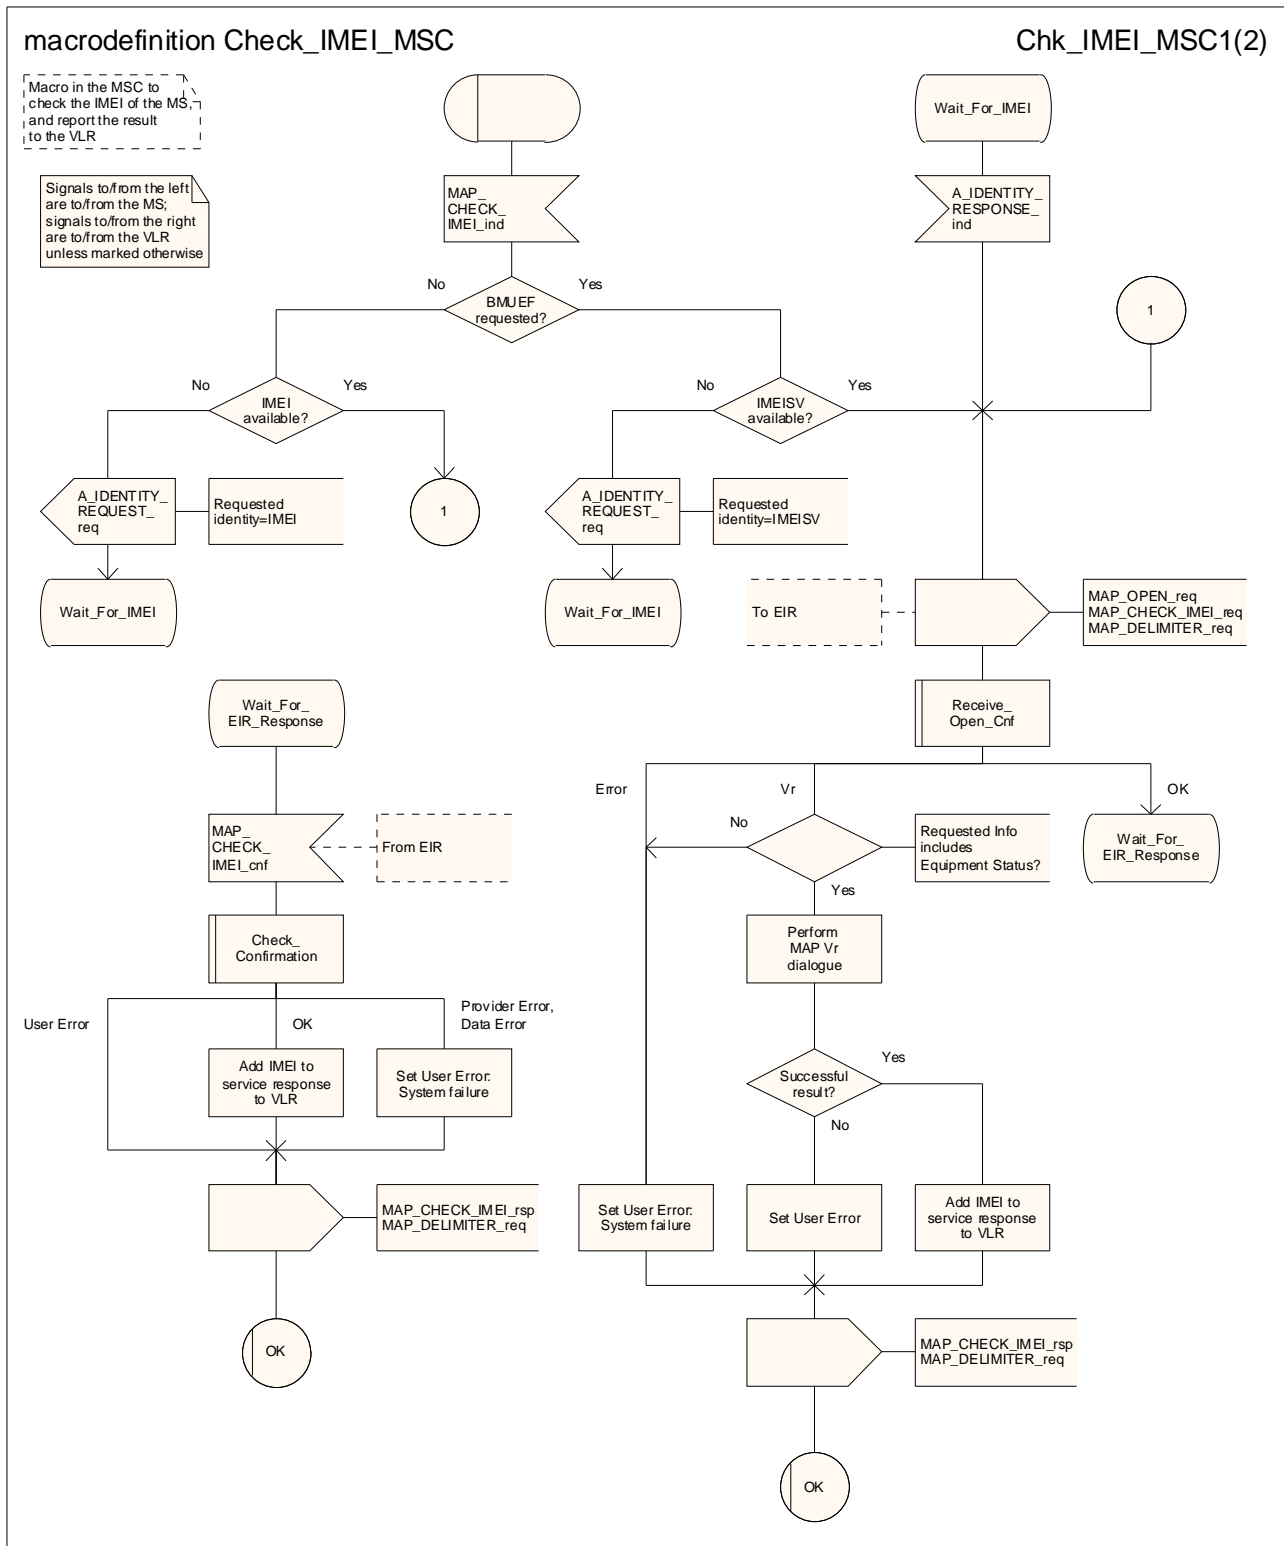 macrodefinition Check_IMEI_MSC
Chk_IMEI_MSC1(2)
Macro in the MSC to
check the IMEI of the MS,
and report the result
to the VLR
Signals to/from the left
are to/from the MS;
signals to/from the right
are to/from the VLR
unless marked otherwise
MAP_
CHECK_
IMEI_ind
Wait_For_IMEI
A_IDENTITY_
RESPONSE_
ind
No
Yes
BMUEF
requested?
1
No
Yes
IMEI
available?
No
Yes
IMEISV
available?
A_IDENTITY_
REQUEST_
req
Requested
identity=IMEI
1
A_IDENTITY_
REQUEST_
req
Requested
identity=IMEISV
Wait_For_IMEI
Wait_For_IMEI
To EIR
MAP_OPEN_req
MAP_CHECK_IMEI_req
MAP_DELIMITER_req
Wait_For_
EIR_Response
Receive_
Open_Cnf
Error
Vr
OK
MAP_
CHECK_
IMEI_cnf
From EIR
No
Yes
Requested Info
includes
Equipment Status?
Wait_For_
EIR_Response
Check_
Confirmation
Perform
MAP Vr
dialogue
User Error
OK
Provider Error,
Data Error
Add IMEI to
service response
to VLR
Set User Error:
System failure
Successful
result?
Yes
No
MAP_CHECK_IMEI_rsp
MAP_DELIMITER_req
Set User Error:
System failure
Set User Error
Add IMEI to
service response
to VLR
OK
MAP_CHECK_IMEI_rsp
MAP_DELIMITER_req
OK